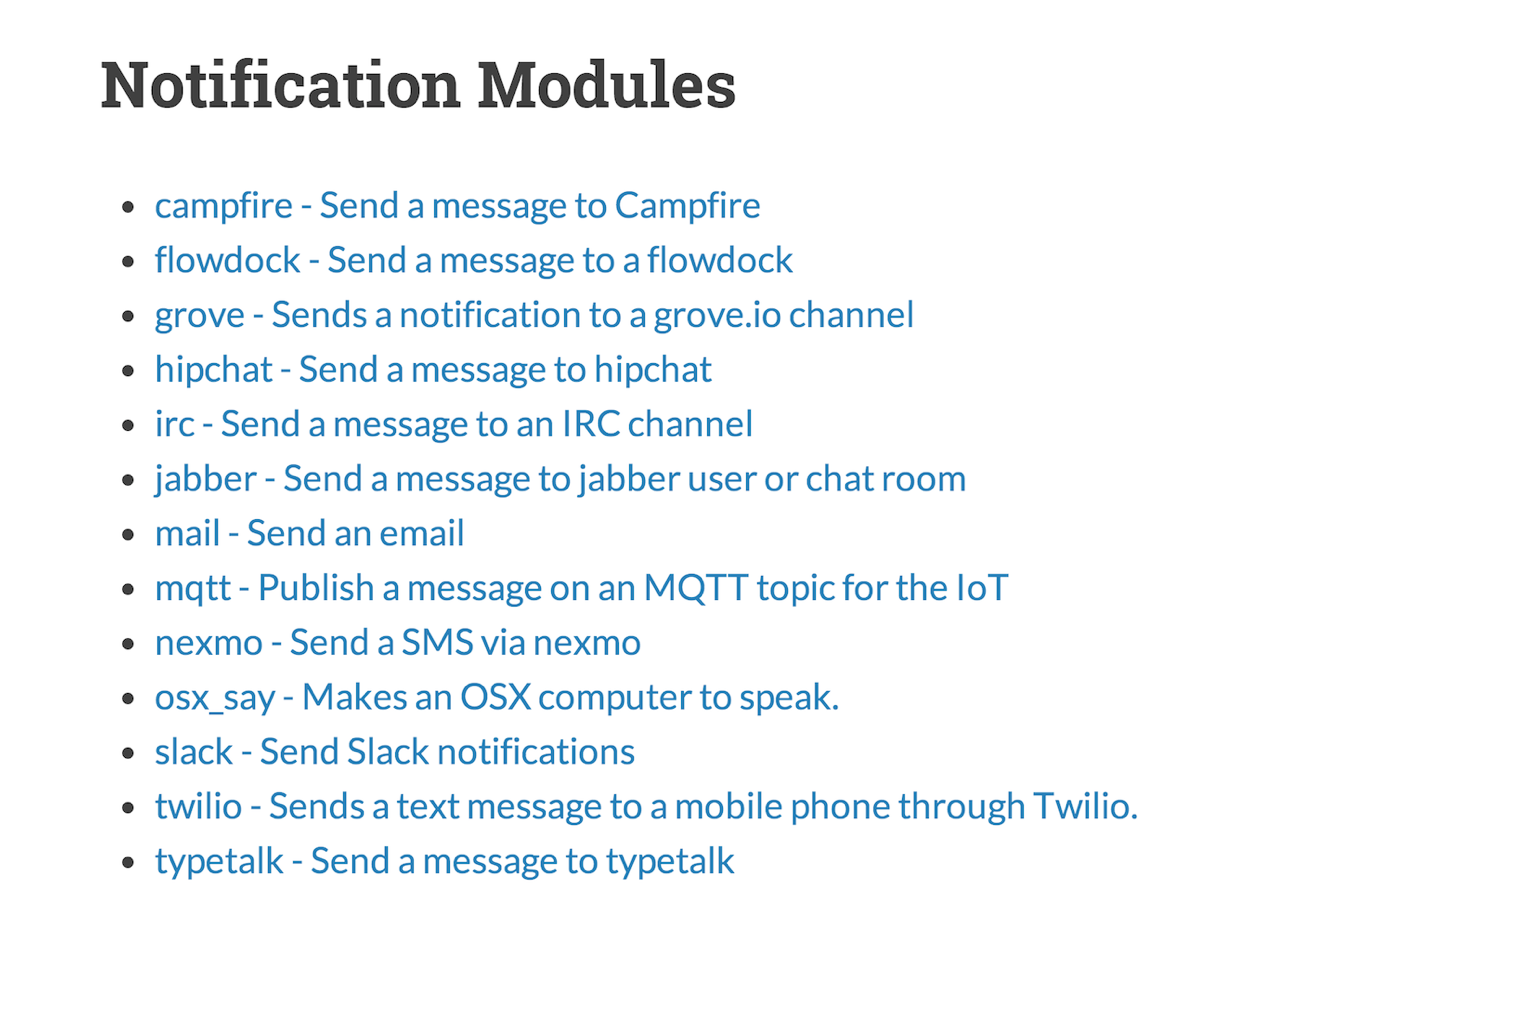 Notification Modules
• campfire - Send a message to Campfire
• flowdock - Send a message to a flowdock
• grove - Sends a notification to a grove.io channel
• hipchat - Send a message to hipchat
• irc - Send a message to an IRC channel
• jabber - Send a message to jabber user or chat room
• mail - Send an email
• mqtt - Publish a message on an MQTT topic for the IoT
• nexmo - Send a SMS via nexmo
• osx_say - Makes an OSX computer to speak.
• slack - Send Slack notifications
• twilio - Sends a text message to a mobile phone through Twilio.
• typetalk - Send a message to typetalk